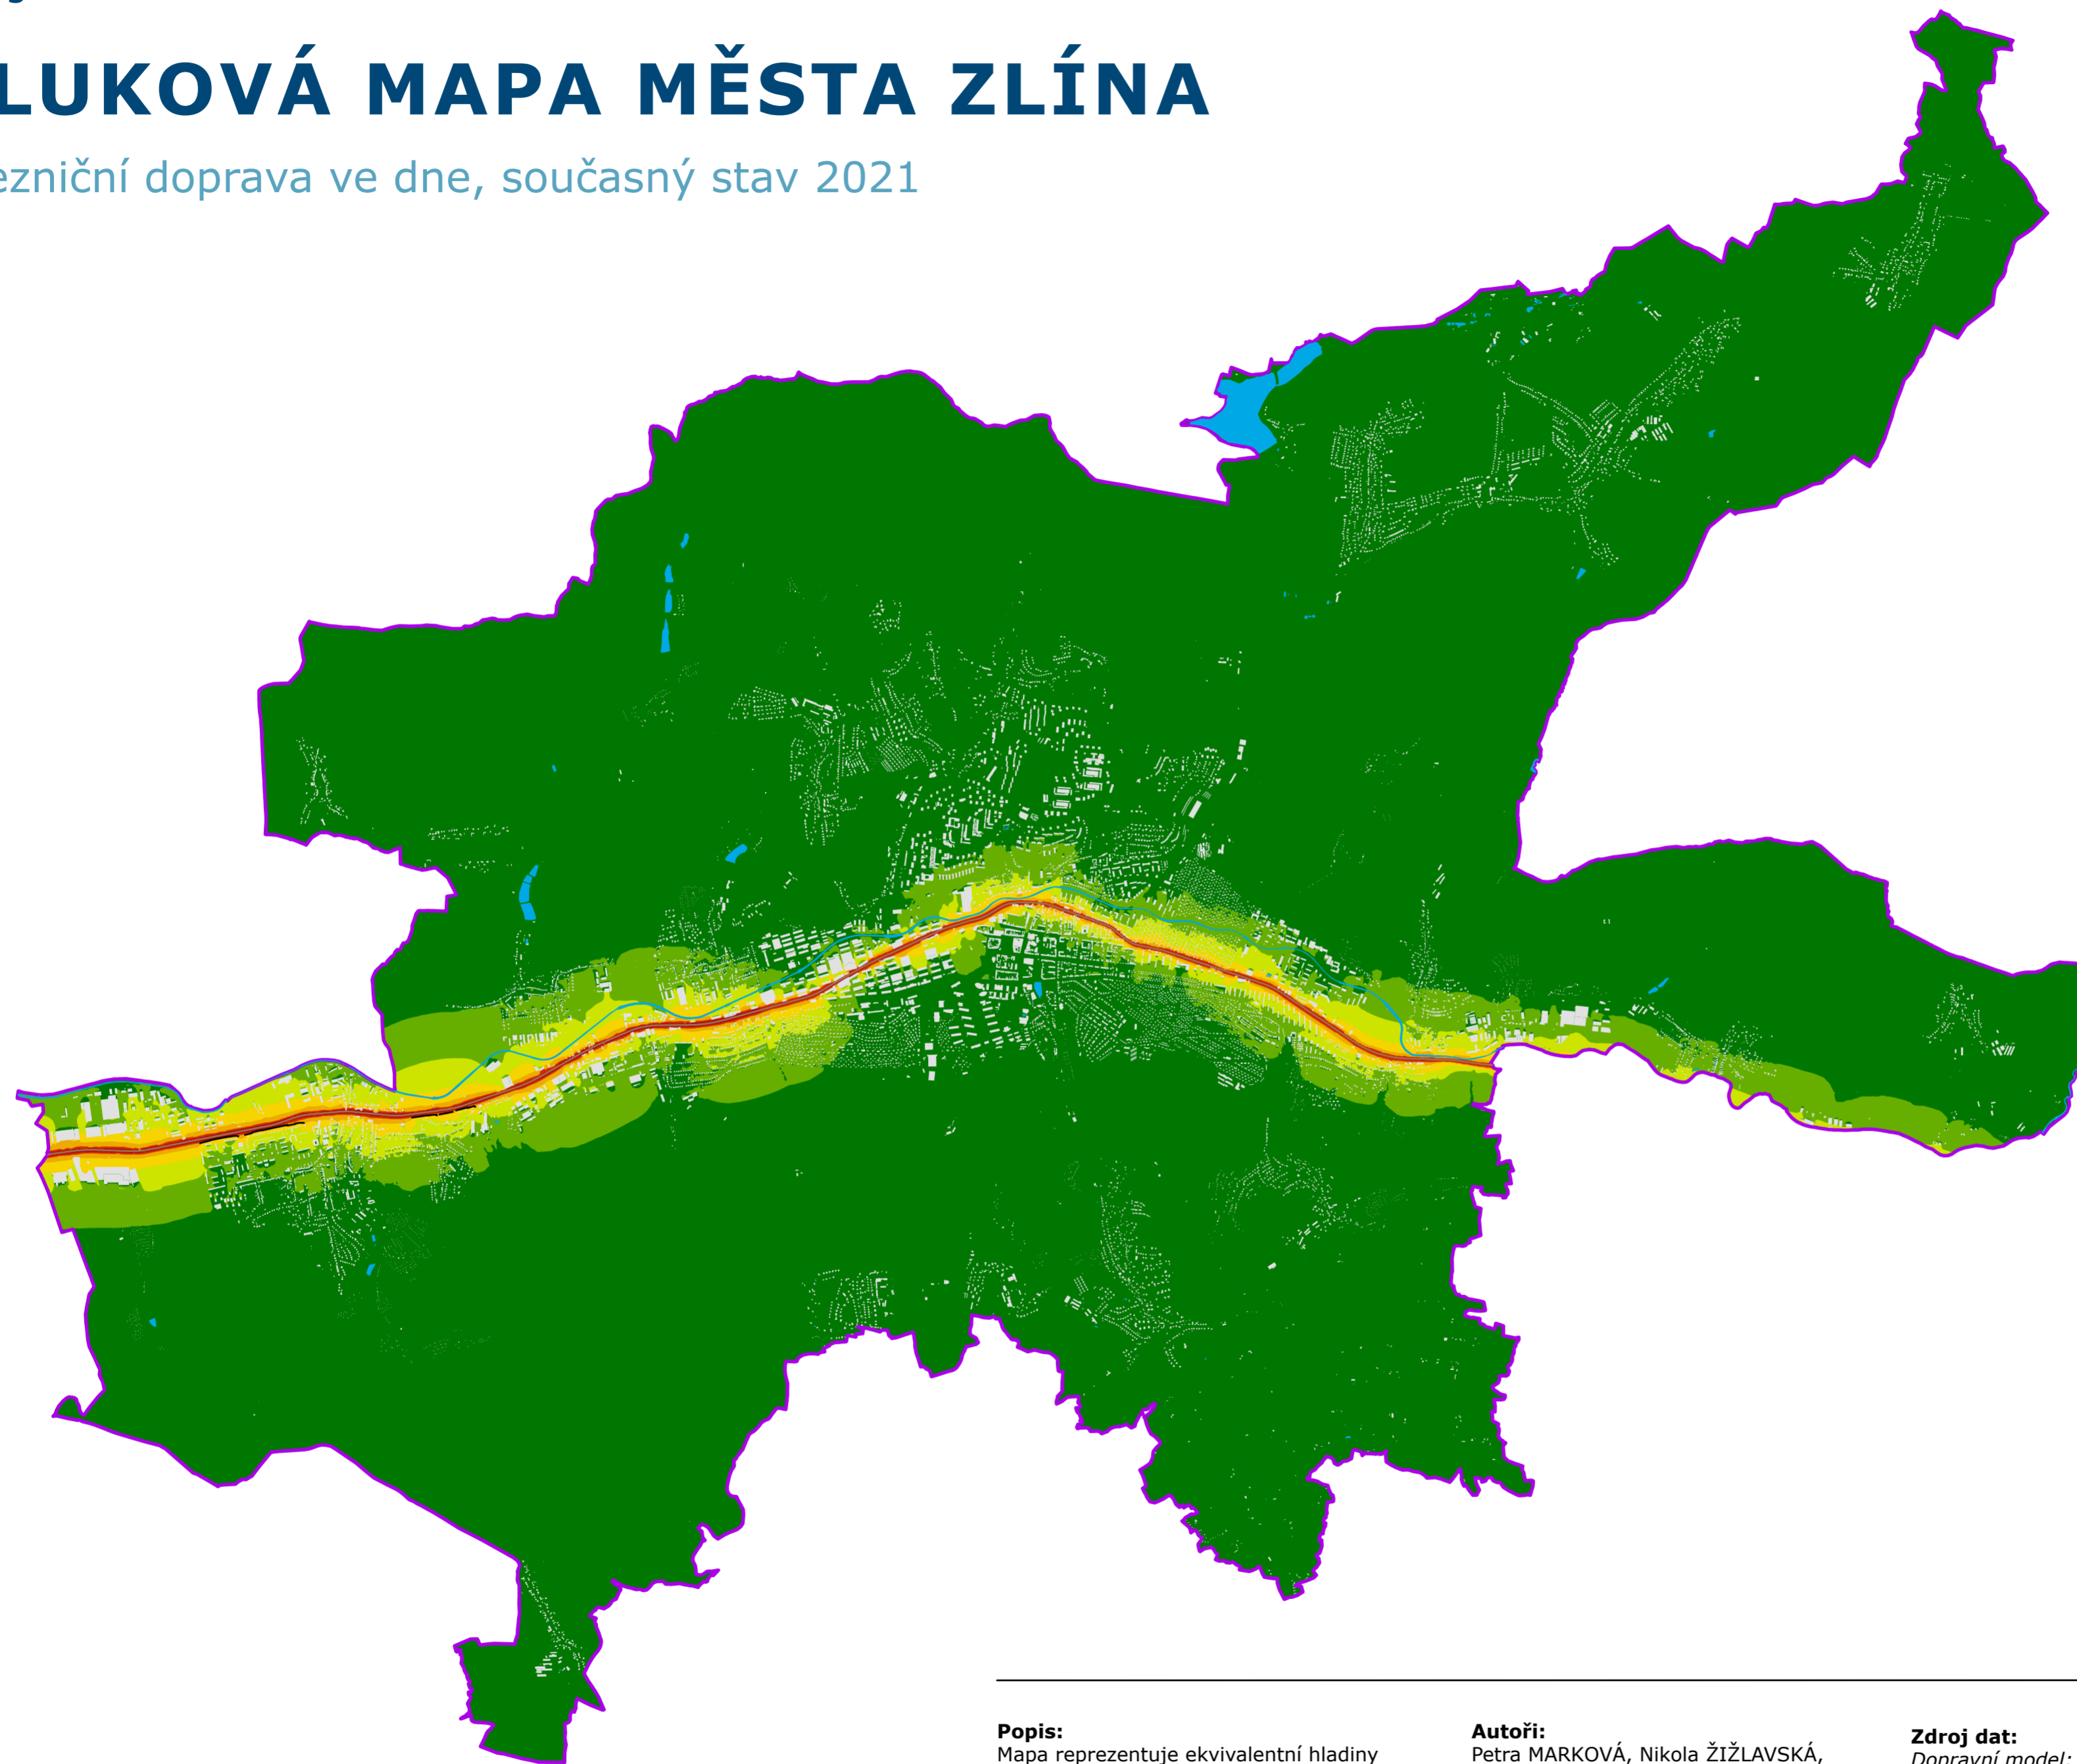 LUKOVÁ MAPA MĚSTA ZLÍNA
ezniční doprava ve dne, současný stav 2021
Popis:
Mapa reprezentuje ekvivalentní hladiny
Autoři:
Petra MARKOVÁ, Nikola ŽIŽLAVSKÁ,
Zdroj dat:
Dopravní model: